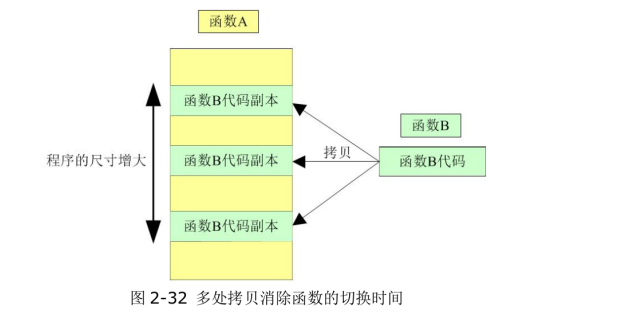 函数A
函数B代码副本
函数B
程序的尺寸增大
函数B代码副本
拷贝
函数B代码
函数B代码副本
图 2-32 多处拷贝消除函数的切换时间